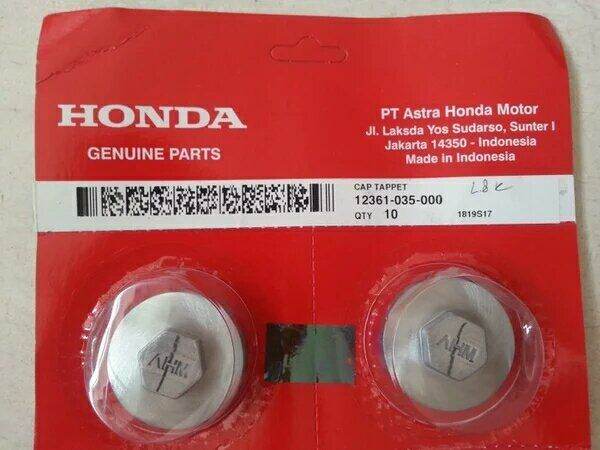 HONDA
GENUINE PARTS
PT Astra Honda Motor
Jl. Laksda Yos Sudarso, Sunter I
Jakarta 14350 - Indonesia
Made in Indonesia
CAP TAPPET
12361-035-000
QTY 10
1819S17
AHM
AHM